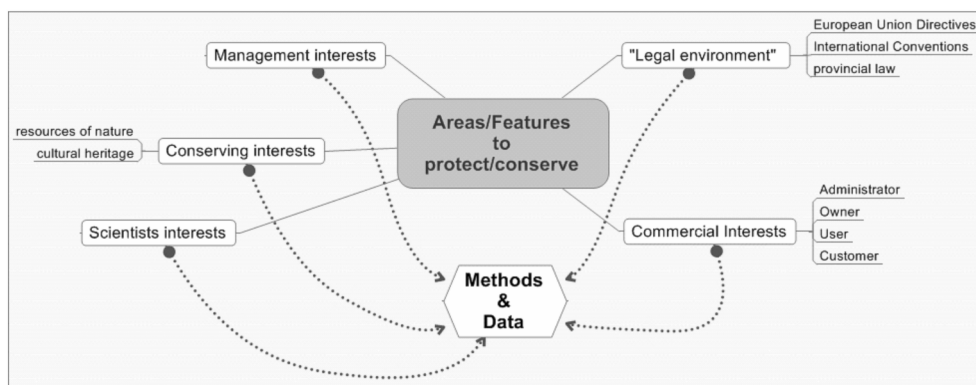 Management interests
"Legal environment"
European Union Directives
International Conventions
provincial law
Areas/Features
to
protect/conserve
resources of nature
cultural heritage
Conserving interests
Scientists interests
Commercial Interests
Administrator
Owner
User
Customer
Methods
&
Data